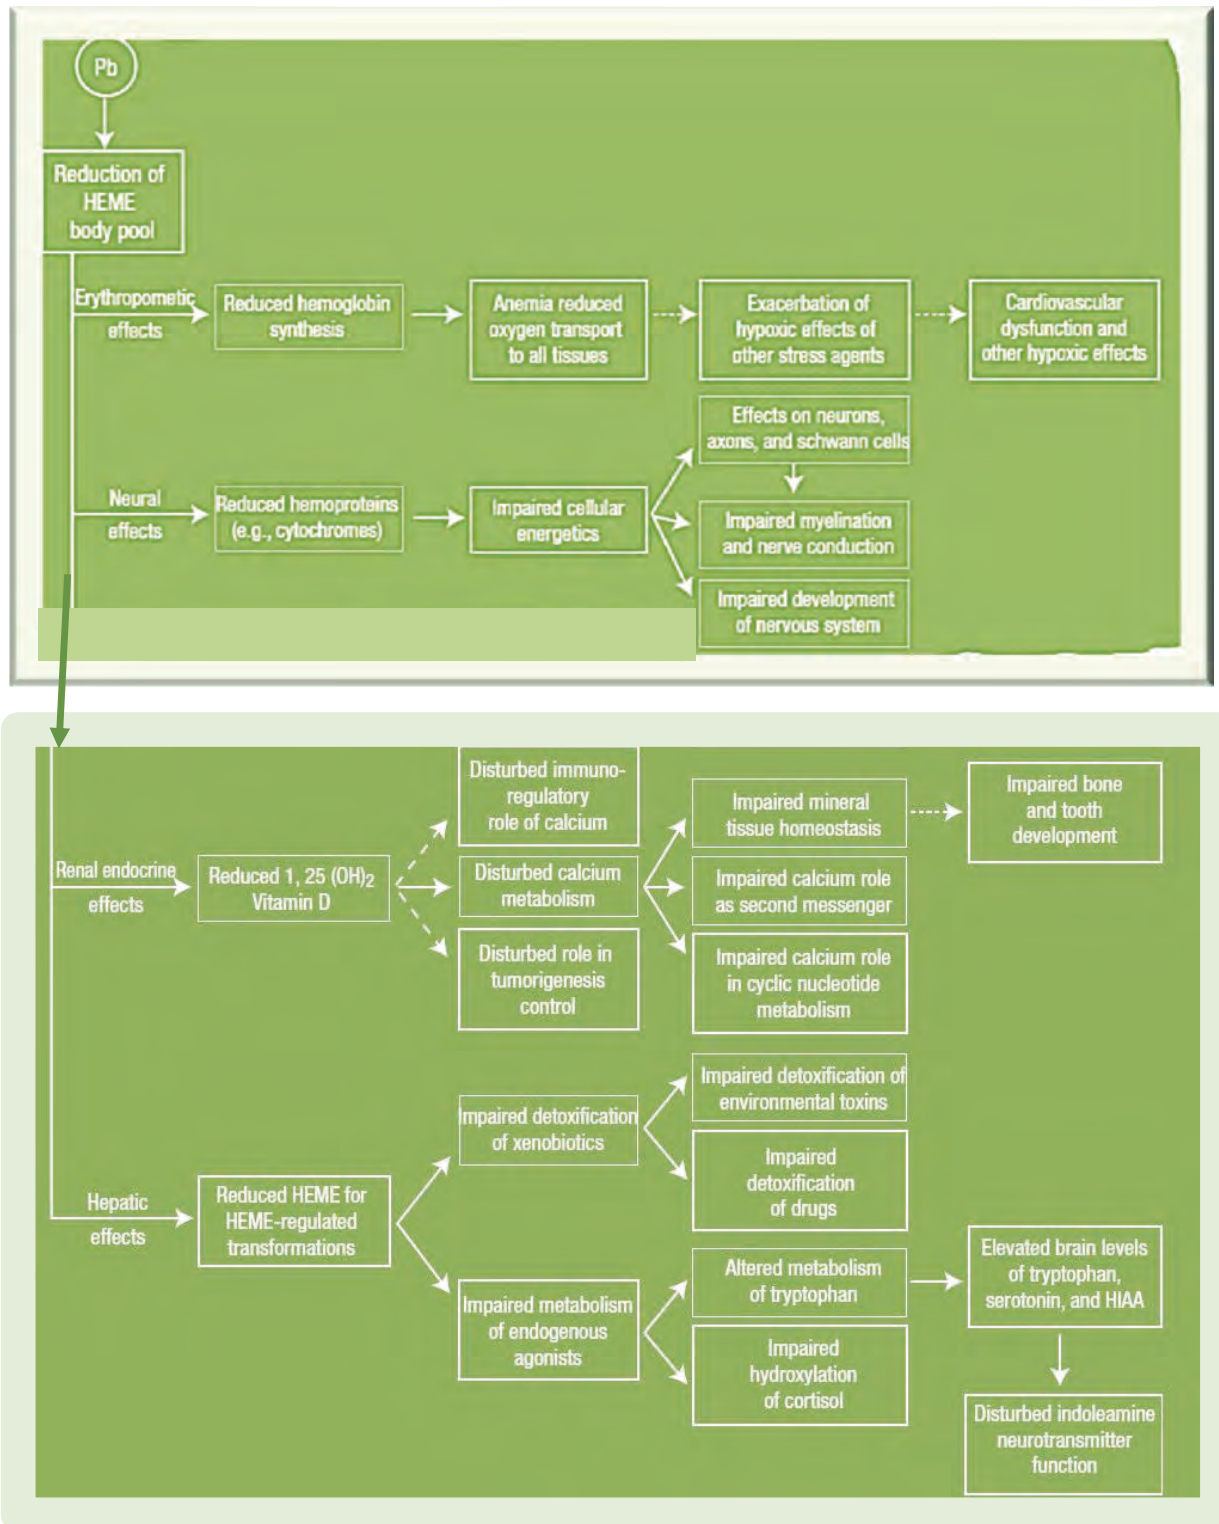 Pb
Reduction of
HEME
body pool
Erythropometic
effects
Reduced hemoglobin
synthesis
Anemia reduced
oxygen transport
to all tissues
Exacerbation of
hypoxic effects of
other stress agents
Cardiovascular
dysfunction and
other hypoxic effects
Neural
effects
Reduced hemoproteins
(e.g., cytochromes)
Impaired cellular
energetics
Effects on neurons,
axons, and schwann cells
Impaired myelination
and nerve conduction
Impaired development
of nervous system
Renal endocrine
effects
Reduced 1, 25 (OH)₂
Vitamin D
Disturbed immuno-
regulatory
role of calcium
Disturbed calcium
metabolism
Disturbed role in
tumorigenesis
control
Impaired mineral
tissue homeostasis
Impaired bone
and tooth
development
Impaired calcium role
as second messenger
Impaired calcium role
in cyclic nucleotide
metabolism
Hepatic
effects
Reduced HEME for
HEME-regulated
transformations
Impaired detoxification
of xenobiotics
Impaired detoxification of
environmental toxins
Impaired
detoxification
of drugs
Impaired metabolism
of endogenous
agonists
Altered metabolism
of tryptophan
Impaired
hydroxylation
of cortisol
Elevated brain levels
of tryptophan,
serotonin, and HIAA
Disturbed indoleamine
neurotransmitter
function